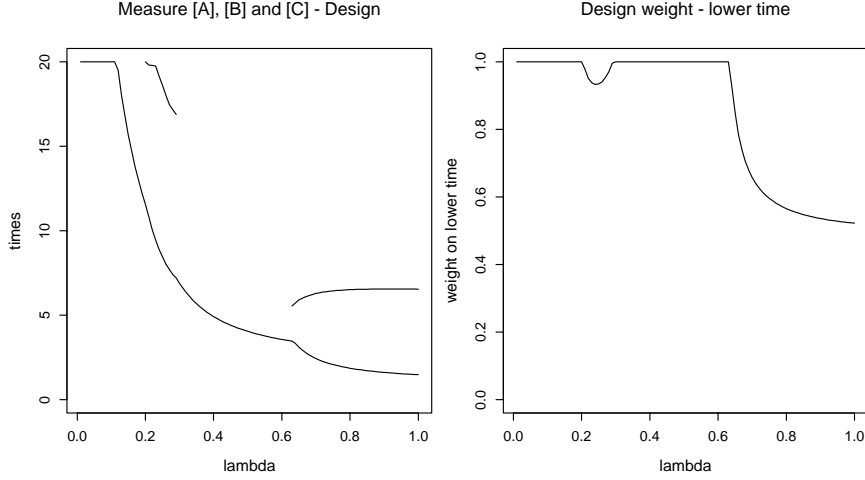 Measure [A], [B] and [C] - Design
times
20
15
10
5
0
0.0 0.2 0.4 0.6 0.8 1.0
lambda
Design weight - lower time
weight on lower time
1.0
0.8
0.6
0.4
0.2
0.0
0.0 0.2 0.4 0.6 0.8 1.0
lambda